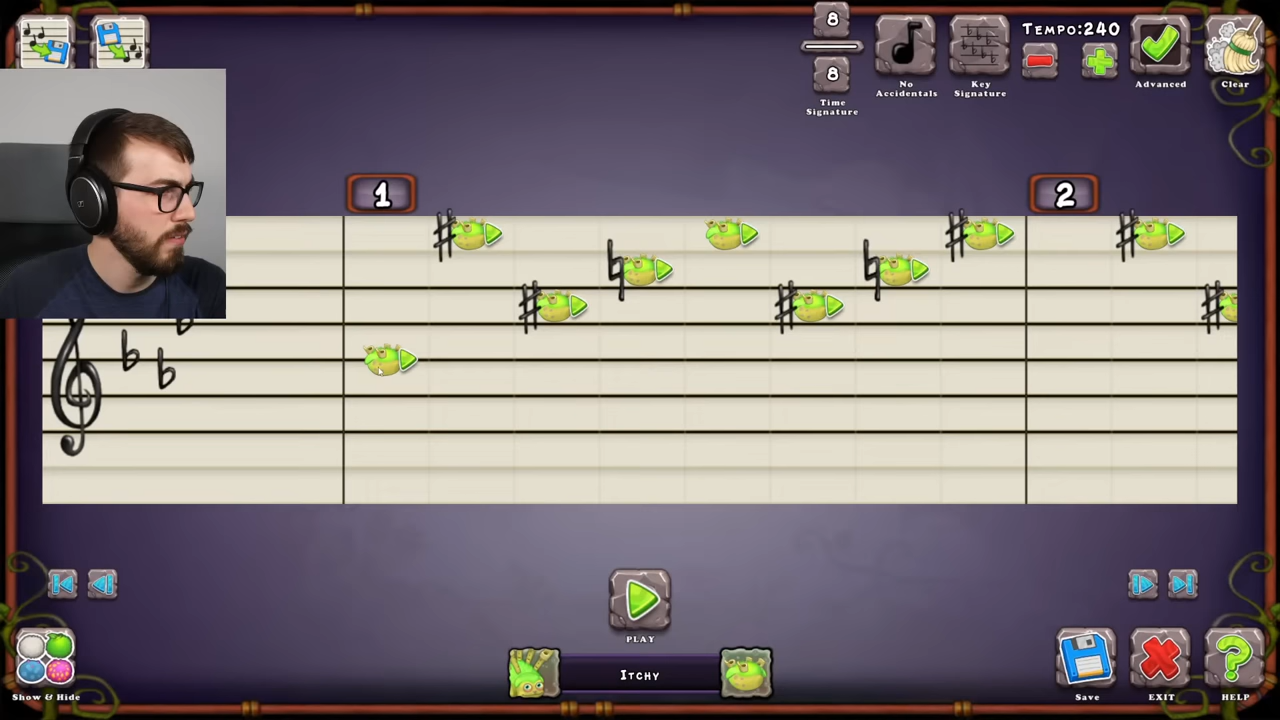 8
8
Time
Signature
No
Accidentals
Key
Signature
Tempo:240
Advanced
Clear
1
2
Play
Itchy
Show & Hide
Save
Exit
Help